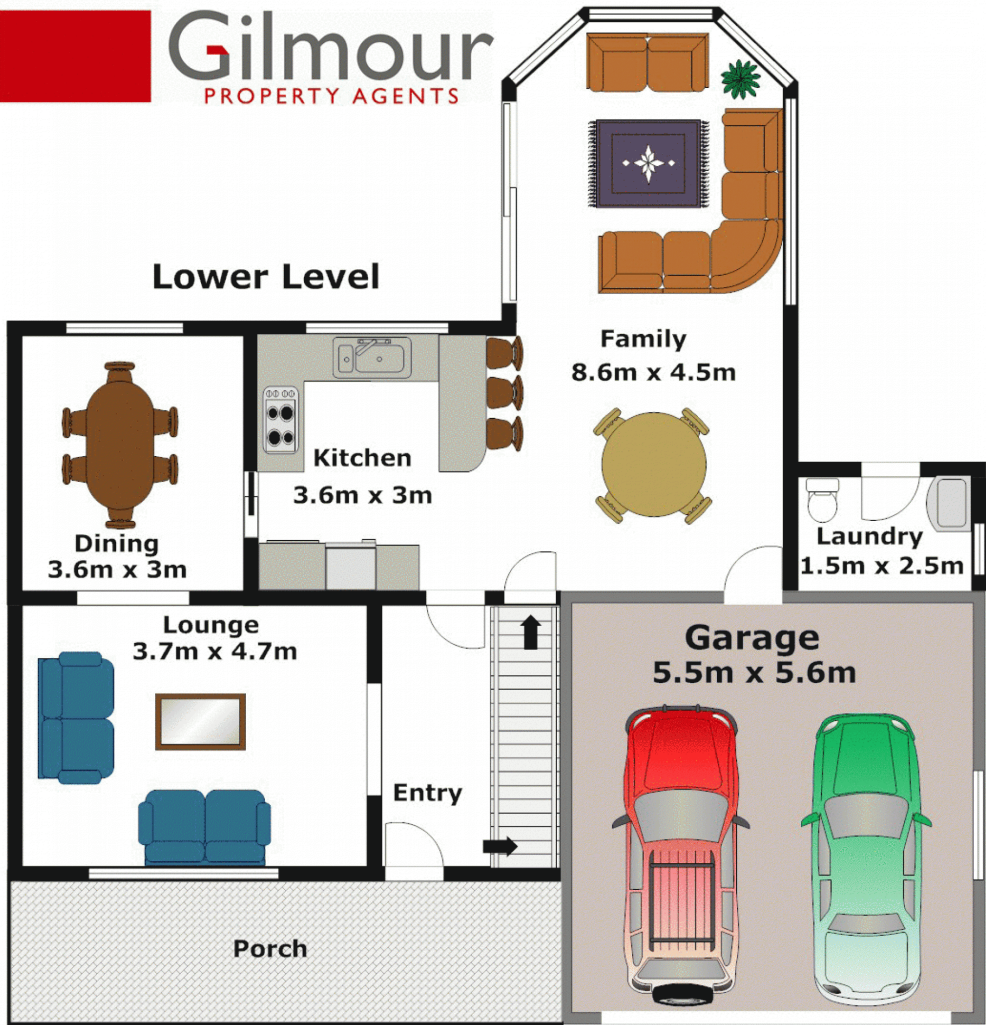 Gilmour
PROPERTY AGENTS
Lower Level
Family
8.6m x 4.5m
Kitchen
3.6m x 3m
Dining
3.6m x 3m
Laundry
1.5m x 2.5m
Lounge
3.7m x 4.7m
Garage
5.5m x 5.6m
Entry
Porch